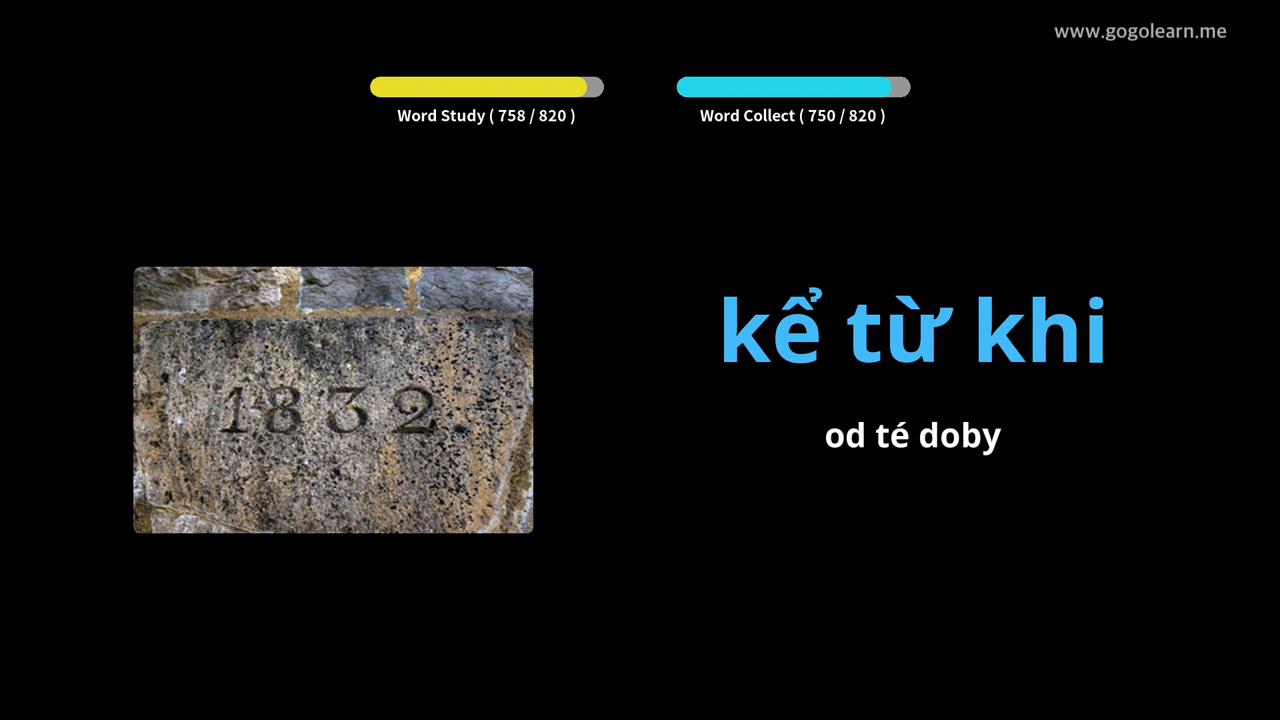 www.gogolearn.me
Word Study ( 758 / 820 )
Word Collect ( 750 / 820 )
1832.
kể từ khi
od té doby